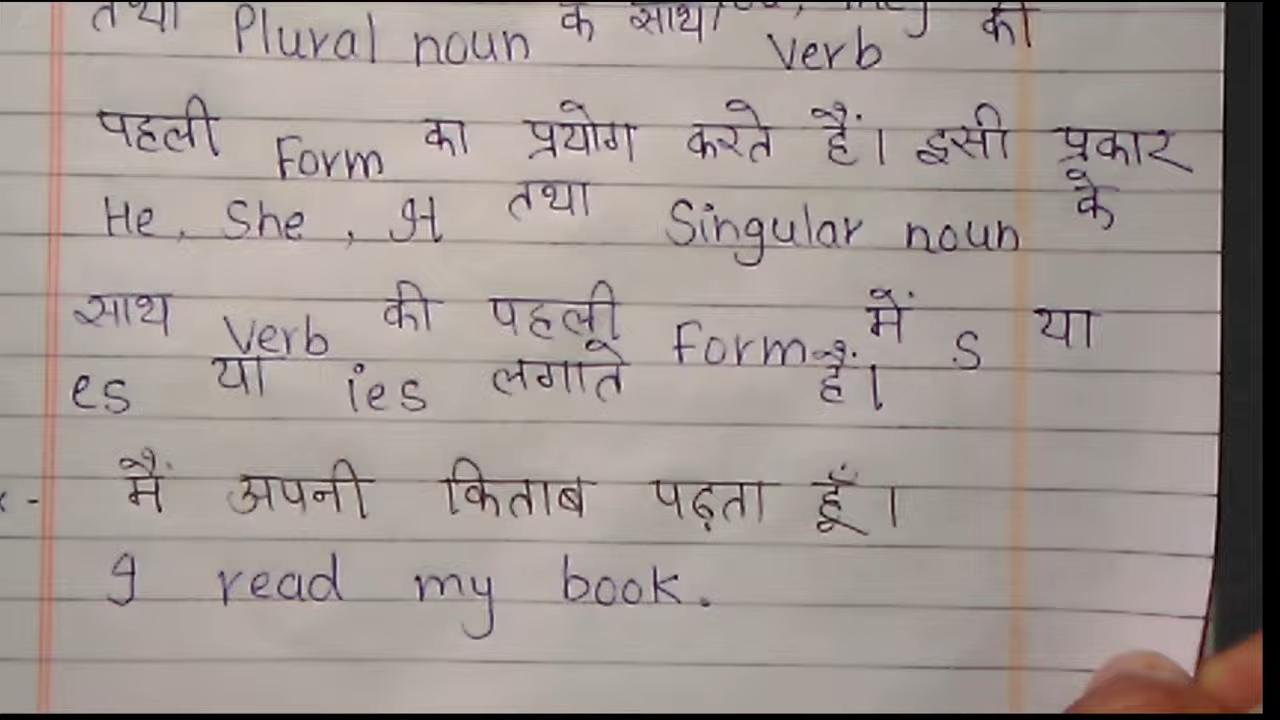 तथा Plural noun के साथ verb की
पहली Form का प्रयोग करते हैं। इसी प्रकार
He, She, It तथा Singular noun के
साथ verb की पहली Form में s या
es या ies लगाते हैं।
मैं अपनी किताब पढ़ता हूँ।
I read my book.